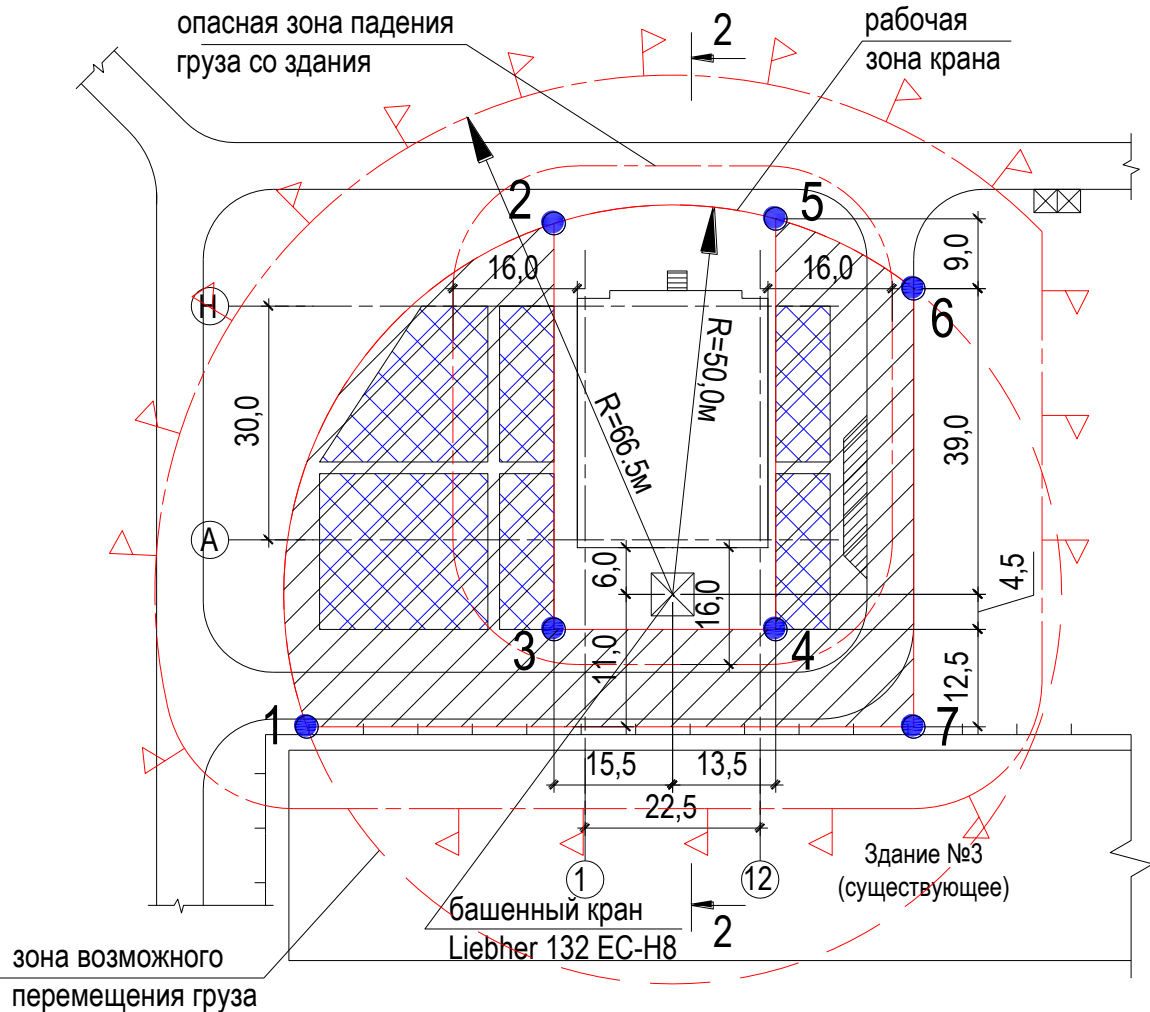 опасная зона падения
груза со здания
2
рабочая
зона крана
2
5
16,0
16,0
9,0
Н
6
R=50,0м
30,0
R=66.5м
39,0
А
6,0
16,0
4,5
3
11,0
4
12,5
1
7
15,5
13,5
22,5
Здание №3
(существующее)
1
12
башенный кран
Liebher 132 EC-H8
2
зона возможного
перемещения груза